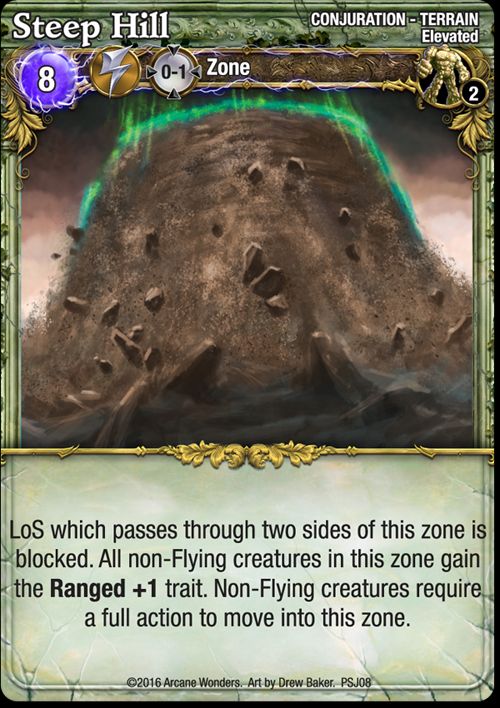 Steep Hill
CONJURATION - TERRAIN
Elevated
8
0-1
Zone
2
LoS which passes through two sides of this zone is
blocked. All non-Flying creatures in this zone gain
the Ranged +1 trait. Non-Flying creatures require
a full action to move into this zone.
©2016 Arcane Wonders. Art by Drew Baker. PSJ08